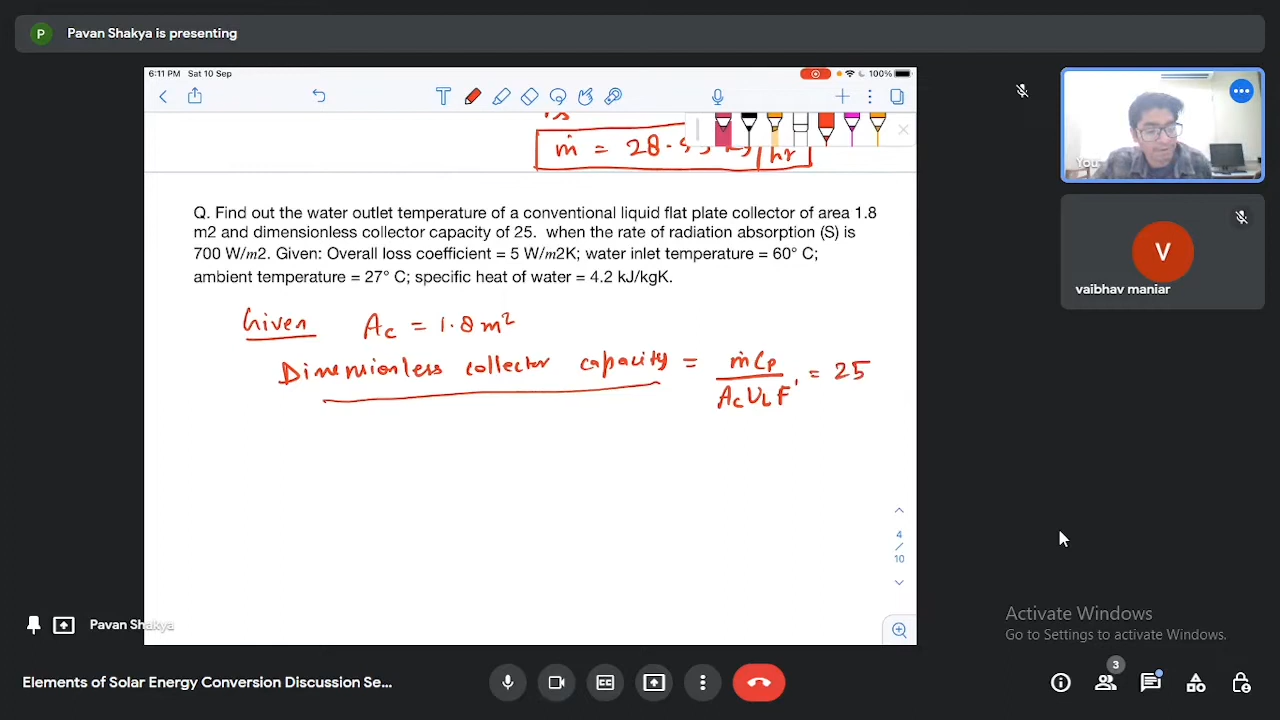 P Pavan Shakya is presenting
6:11 PM Sat 10 Sep
100%
ṁ = 28.
hr
Q. Find out the water outlet temperature of a conventional liquid flat plate collector of area 1.8
m2 and dimensionless collector capacity of 25. when the rate of radiation absorption (S) is
700 W/m2. Given: Overall loss coefficient = 5 W/m2K; water inlet temperature = 60° C;
ambient temperature = 27° C; specific heat of water = 4.2 kJ/kgK.
Given Ac = 1.8 m²
Dimensionless collector capacity = ṁCp / AcULF' = 25
4
/
10
Pavan Shakya
You
V
vaibhav maniar
Activate Windows
Go to Settings to activate Windows.
Elements of Solar Energy Conversion Discussion Se...
CC
3